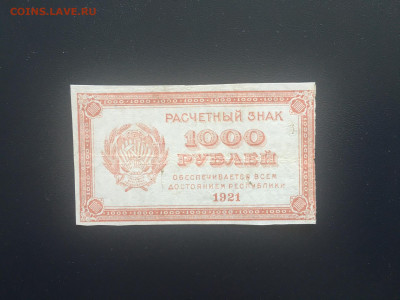 COINS.LAVE.RU
РАСЧЕТНЫЙ ЗНАК
1000
РУБЛЕЙ
ОБЕСПЕЧИВАЕТСЯ ВСЕМ
ДОСТОЯНИЕМ РЕСПУБЛИКИ
1921